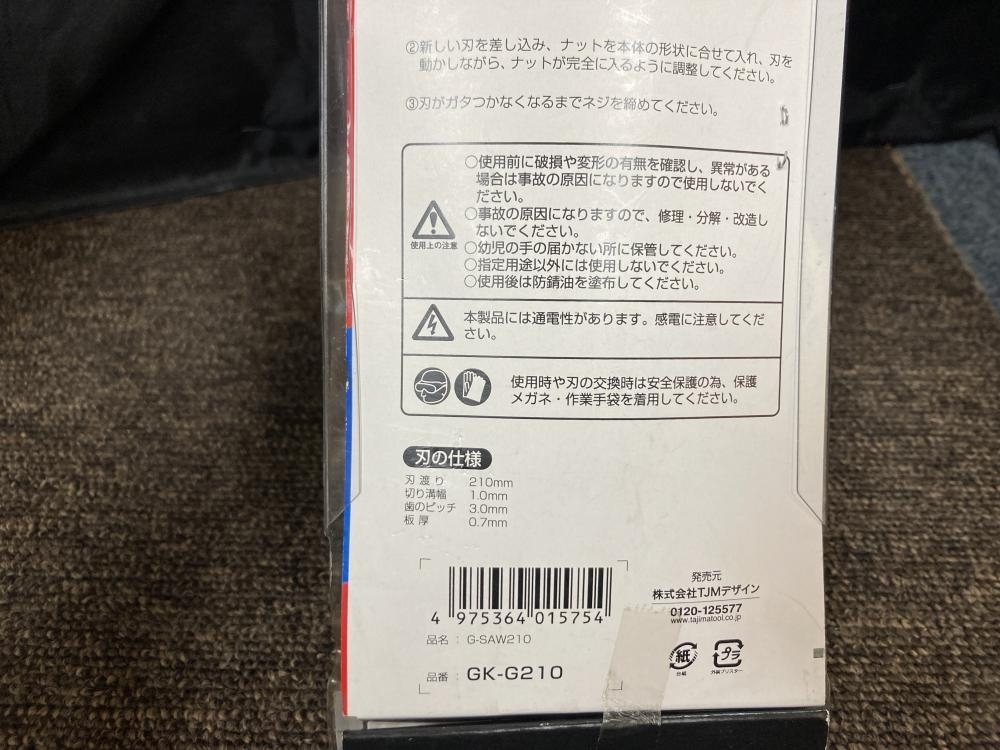 ②新しい刃を差し込み、ナットを本体の形状に合せて入れ、刃を
動かしながら、ナットが完全に入るように調整してください。
③刃がガタつかなくなるまでネジを締めてください。
○使用前に破損や変形の有無を確認し、異常がある
場合は事故の原因になりますので使用しないでく
ださい。
○事故の原因になりますので、修理・分解・改造し
ないでください。
○幼児の手の届かない所に保管してください。
○指定用途以外には使用しないでください。
○使用後は防錆油を塗布してください。
使用上の注意
本製品には通電性があります。感電に注意してくだ
さい。
使用時や刃の交換時は安全保護の為、保護
メガネ・作業手袋を着用してください。
刃の仕様
刃渡り 210mm
切り溝幅 1.0mm
歯のピッチ 3.0mm
板厚 0.7mm
4 975364 015754
品名 : G-SAW210
品番 : GK-G210
発売元
株式会社TJMデザイン
0120-125577
www.tajimatool.co.jp
紙
台紙
プラ
外装ブリスター